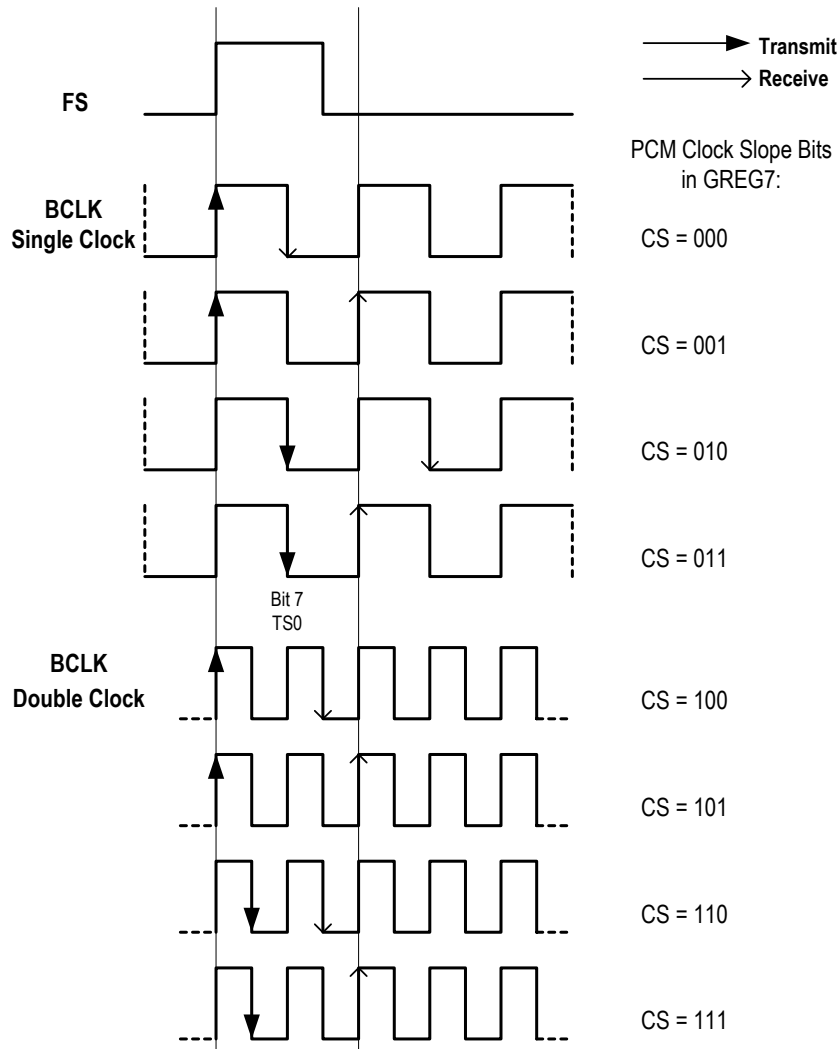 Transmit
Receive
FS
PCM Clock Slope Bits
in GREG7:
BCLK
Single Clock
CS = 000
CS = 001
CS = 010
CS = 011
Bit 7
TS0
BCLK
Double Clock
CS = 100
CS = 101
CS = 110
CS = 111